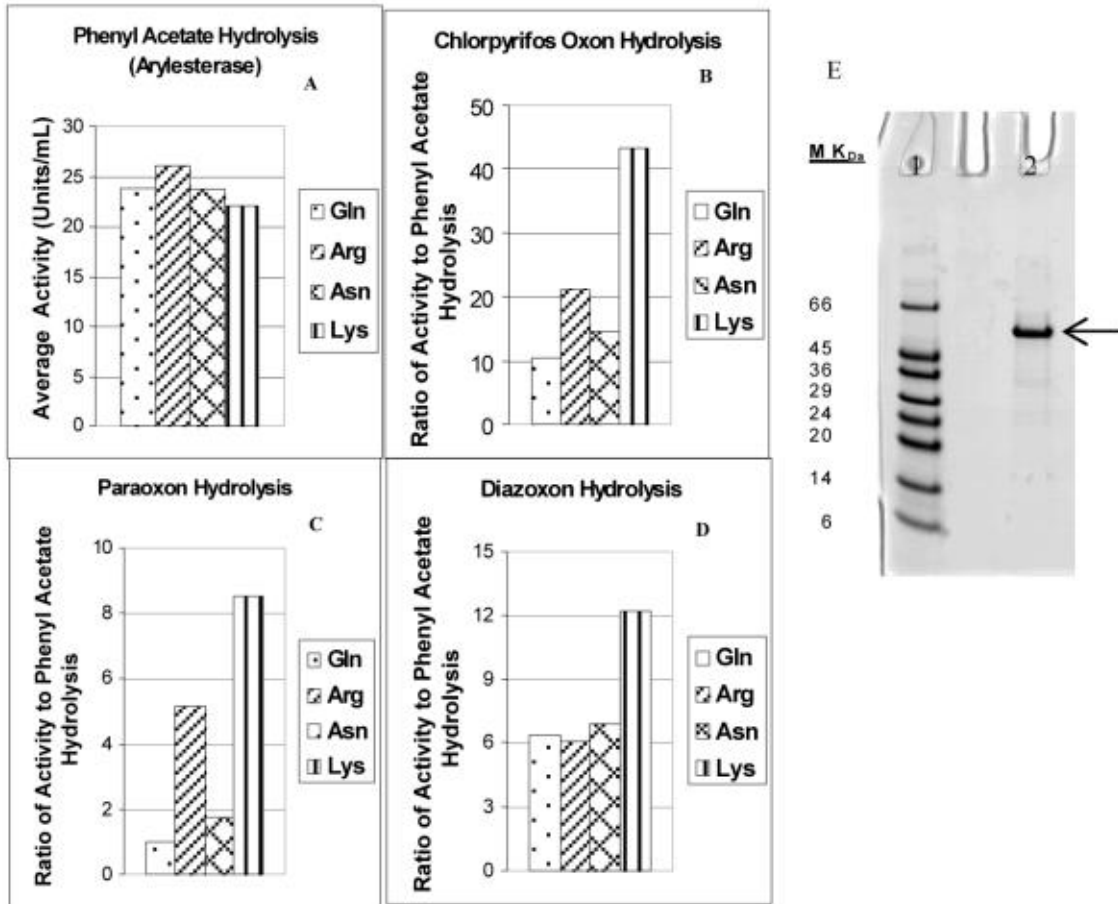 Phenyl Acetate Hydrolysis
(Arylesterase)
A
Average Activity (Units/mL)
30
25
20
15
10
5
0
Gln
Arg
Asn
Lys
Chlorpyrifos Oxon Hydrolysis
B
Ratio of Activity to Phenyl Acetate
Hydrolysis
50
40
30
20
10
0
Gln
Arg
Asn
Lys
Paraoxon Hydrolysis
C
Ratio of Activity to Phenyl Acetate
Hydrolysis
10
8
6
4
2
0
Gln
Arg
Asn
Lys
Diazoxon Hydrolysis
D
Ratio of Activity to Phenyl Acetate
Hydrolysis
15
12
9
6
3
0
Gln
Arg
Asn
Lys
E
M KDa
1
2
66
45
36
29
24
20
14
6